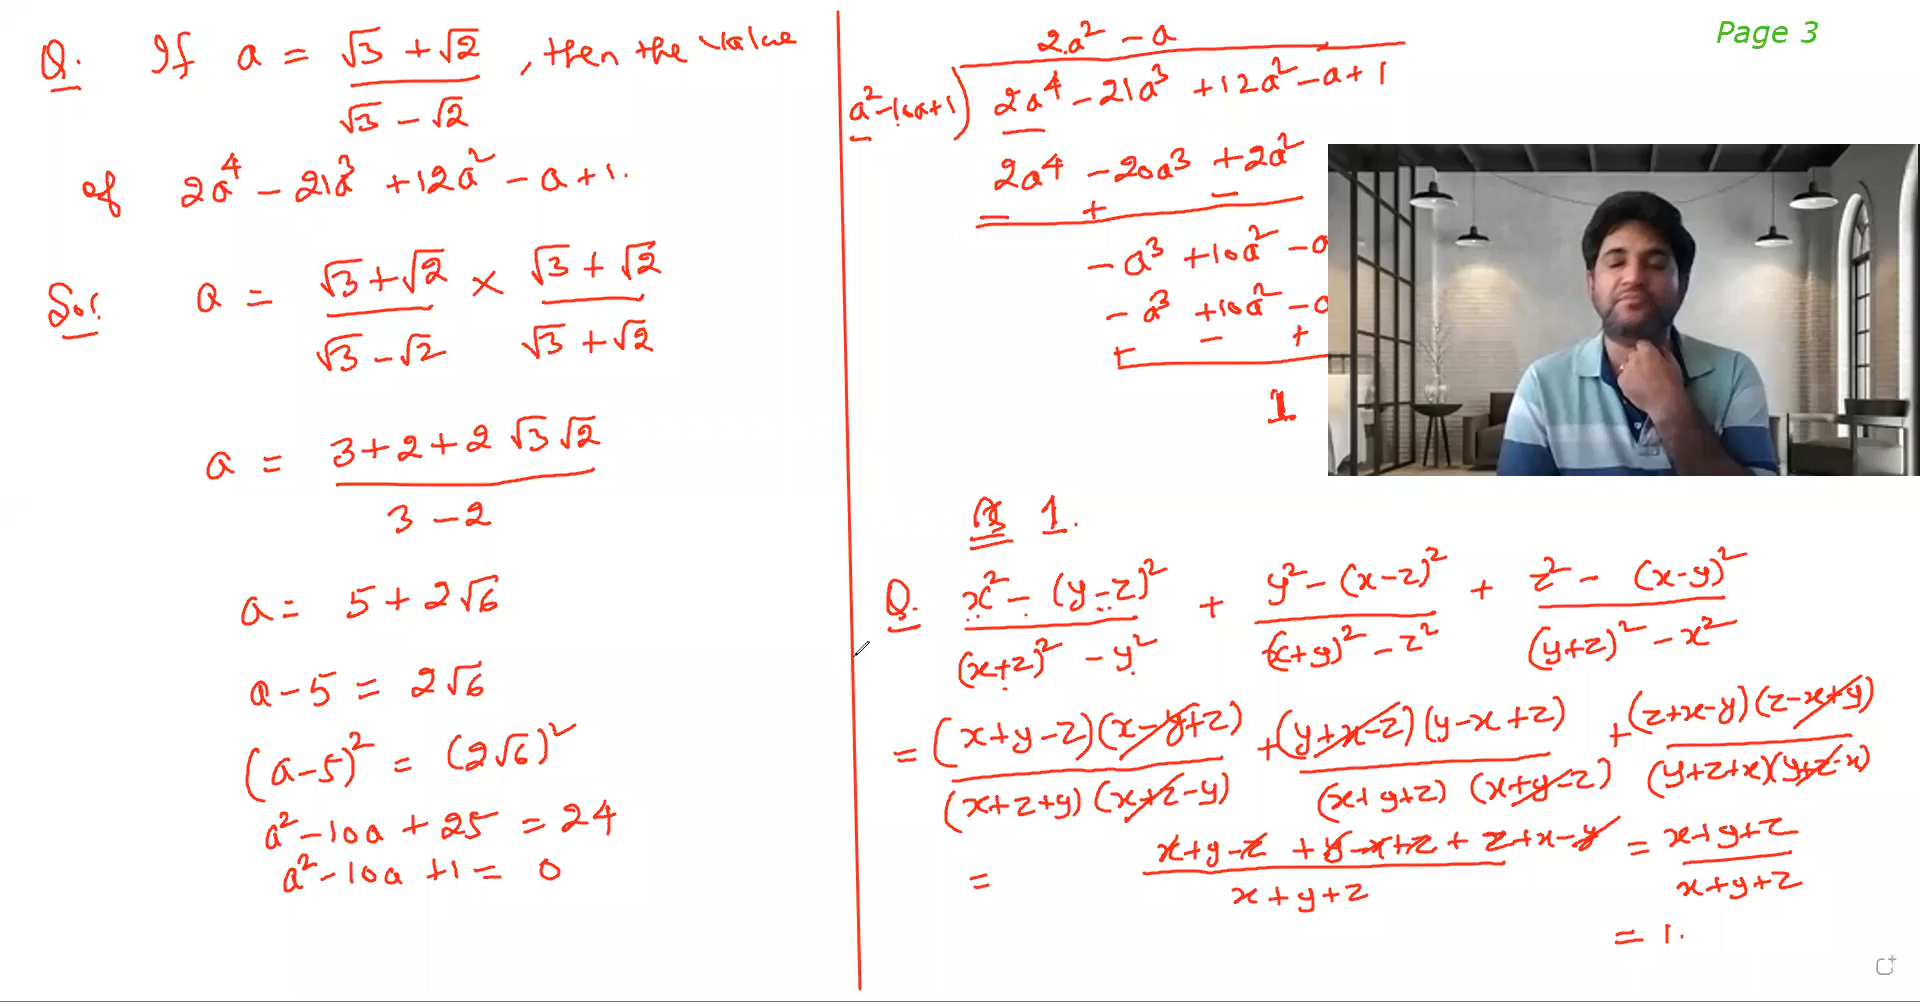 Page 3
Q. If a = (√3 + √2)/(√3 - √2), then the value
of 2a⁴ - 21a³ + 12a² - a + 1.
Sol. a = (√3 + √2)/(√3 - √2) × (√3 + √2)/(√3 + √2)
a = (3 + 2 + 2√3√2)/(3 - 2)
a = 5 + 2√6
a - 5 = 2√6
(a - 5)² = (2√6)²
a² - 10a + 25 = 24
a² - 10a + 1 = 0
2a² - a
a² - 10a + 1 ) 2a⁴ - 21a³ + 12a² - a + 1
2a⁴ - 20a³ + 2a²
- + -
- a³ + 10a² - a
- a³ + 10a² - a
+ - +
1
1.
Q. (x² - (y - z)²)/((x + z)² - y²) + (y² - (x - z)²)/((x + y)² - z²) + (z² - (x - y)²)/((y + z)² - x²)
= ((x + y - z)(x - y + z))/((x + z + y)(x + z - y)) + ((y + x - z)(y - x + z))/((x + y + z)(x + y - z)) + ((z + x - y)(z - x + y))/((y + z + x)(y + z - x))
= (x + y - z + y - x + z + z + x - y)/(x + y + z) = (x + y + z)/(x + y + z)
= 1.